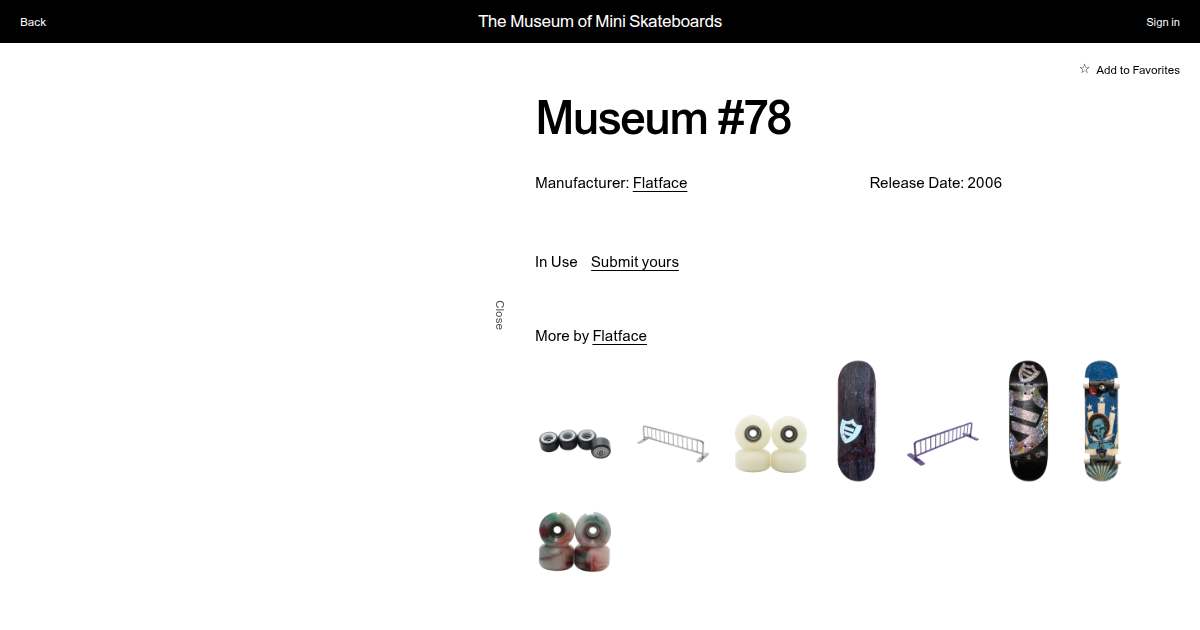 Back
The Museum of Mini Skateboards
Sign in
☆ Add to Favorites
Museum #78
Manufacturer: Flatface
Release Date: 2006
In Use Submit yours
Close
More by Flatface